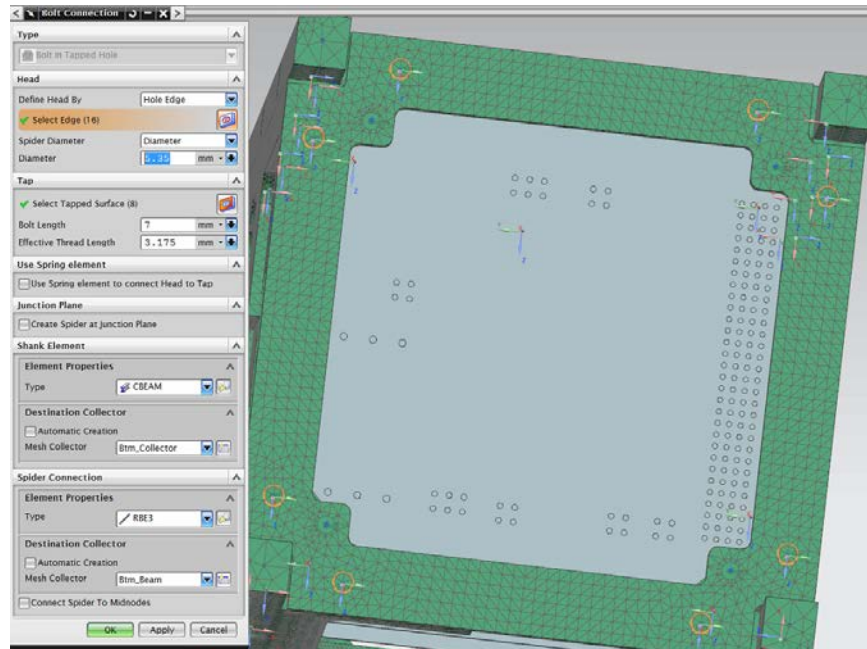 Bolt Connection
Type
Bolt in Tapped Hole
Head
Define Head By Hole Edge
Select Edge (16)
Spider Diameter Diameter
Diameter 5.35 mm
Tap
Select Tapped Surface (8)
Bolt Length 7 mm
Effective Thread Length 3.175 mm
Use Spring element
Use Spring element to connect Head to Tap
Junction Plane
Create Spider at Junction Plane
Shank Element
Element Properties
Type CBEAM
Destination Collector
Automatic Creation
Mesh Collector Btm_Collector
Spider Connection
Element Properties
Type RBE3
Destination Collector
Automatic Creation
Mesh Collector Btm_Beam
Connect Spider To Midnodes
OK Apply Cancel